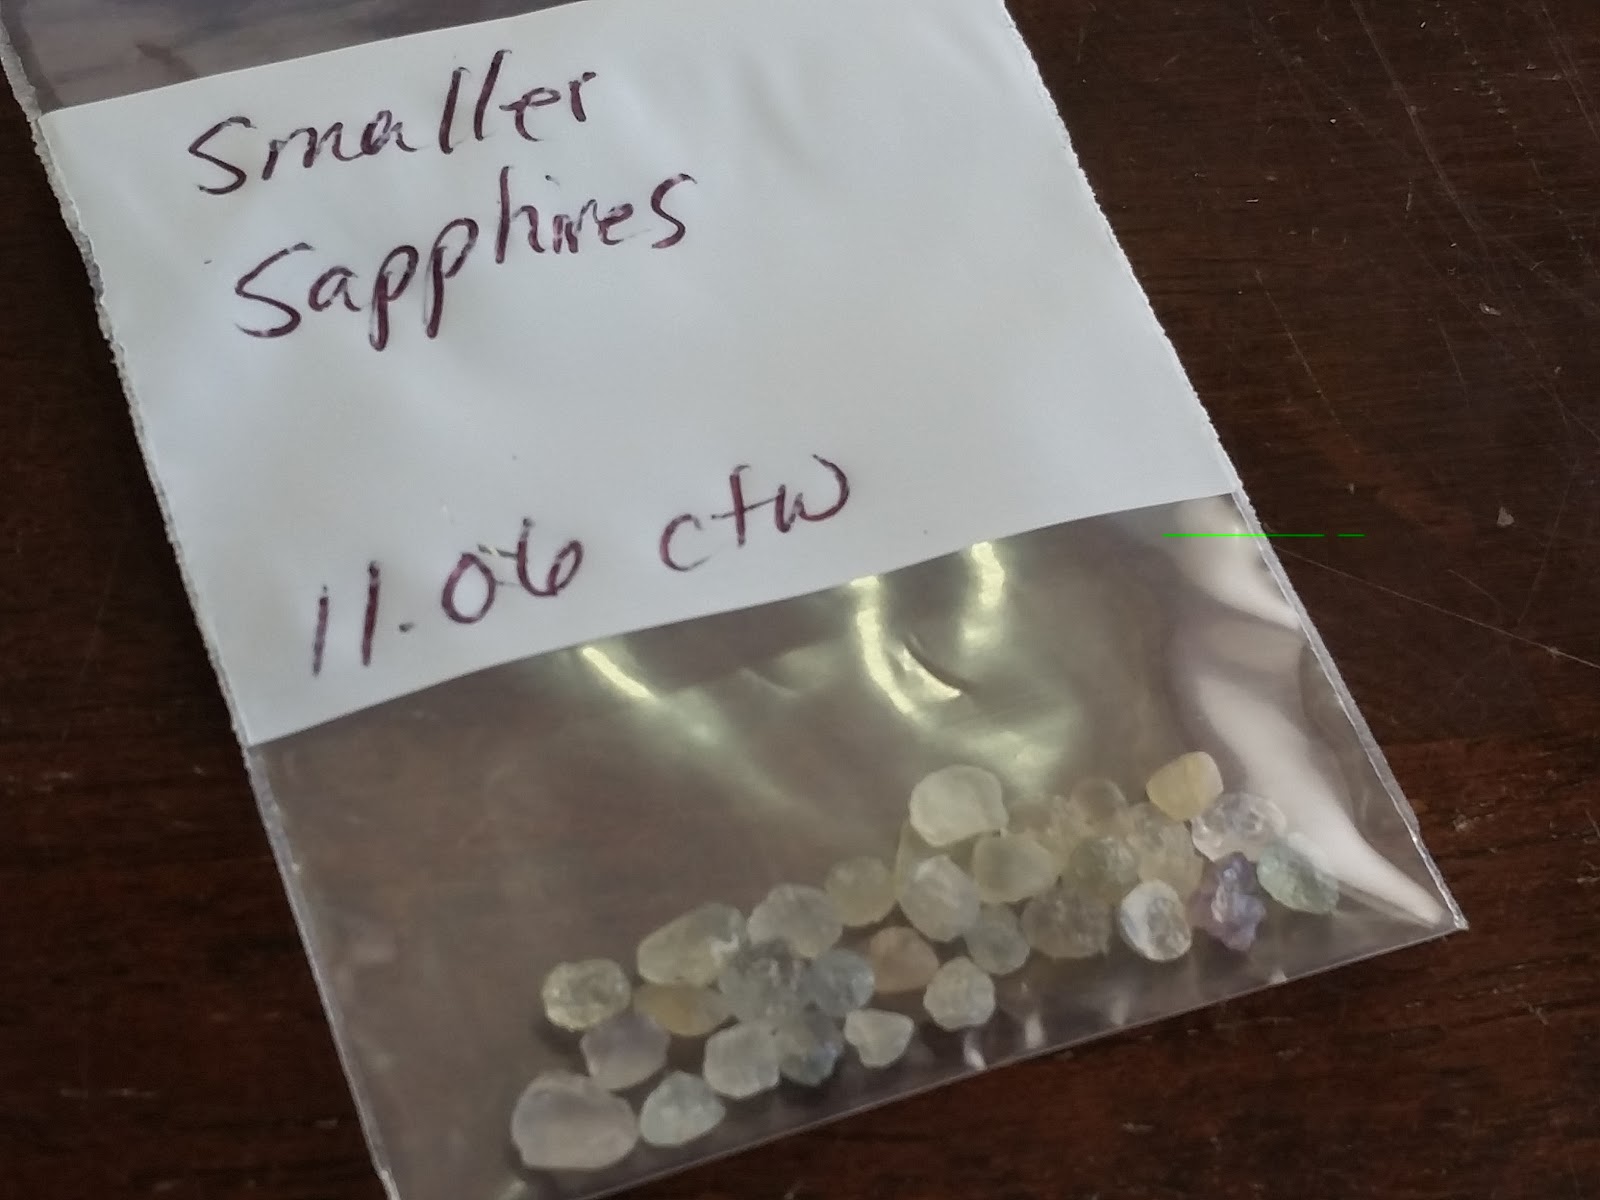 Smaller
Sapphires
11.06 ctw